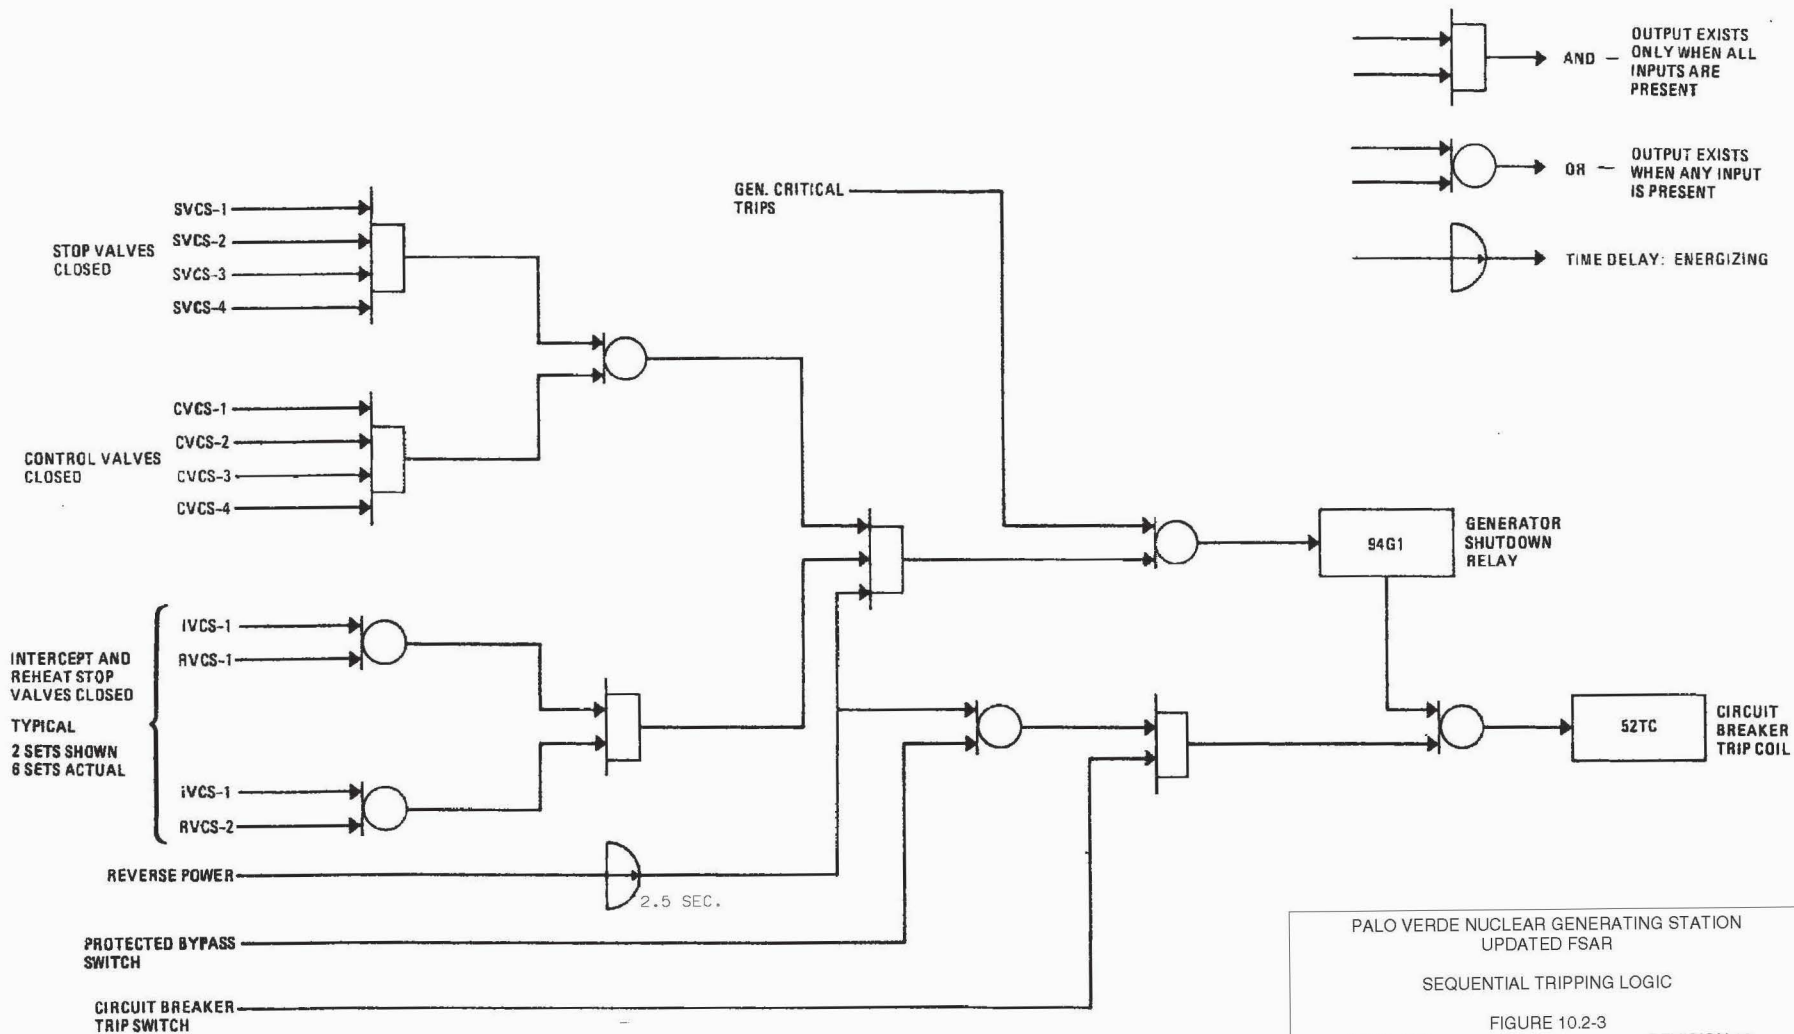 OUTPUT EXISTS
ONLY WHEN ALL
INPUTS ARE
PRESENT
AND —
OUTPUT EXISTS
WHEN ANY INPUT
IS PRESENT
OR —
TIME DELAY: ENERGIZING
GEN. CRITICAL
TRIPS
STOP VALVES
CLOSED
SVCS-1
SVCS-2
SVCS-3
SVCS-4
CONTROL VALVES
CLOSED
CVCS-1
CVCS-2
CVCS-3
CVCS-4
94G1
GENERATOR
SHUTDOWN
RELAY
INTERCEPT AND
REHEAT STOP
VALVES CLOSED
TYPICAL
2 SETS SHOWN
6 SETS ACTUAL
IVCS-1
RVCS-1
IVCS-1
RVCS-2
52TC
CIRCUIT
BREAKER
TRIP COIL
REVERSE POWER
2.5 SEC.
PROTECTED BYPASS
SWITCH
CIRCUIT BREAKER
TRIP SWITCH
PALO VERDE NUCLEAR GENERATING STATION
UPDATED FSAR
SEQUENTIAL TRIPPING LOGIC
FIGURE 10.2-3